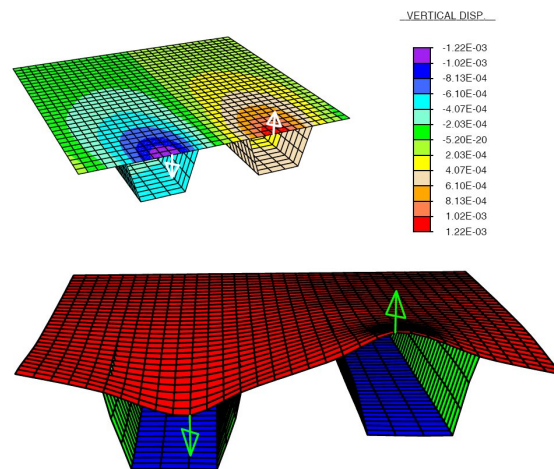 VERTICAL DISP.
-1.22E-03
-1.02E-03
-8.13E-04
-6.10E-04
-4.07E-04
-2.03E-04
-5.20E-20
2.03E-04
4.07E-04
6.10E-04
8.13E-04
1.02E-03
1.22E-03